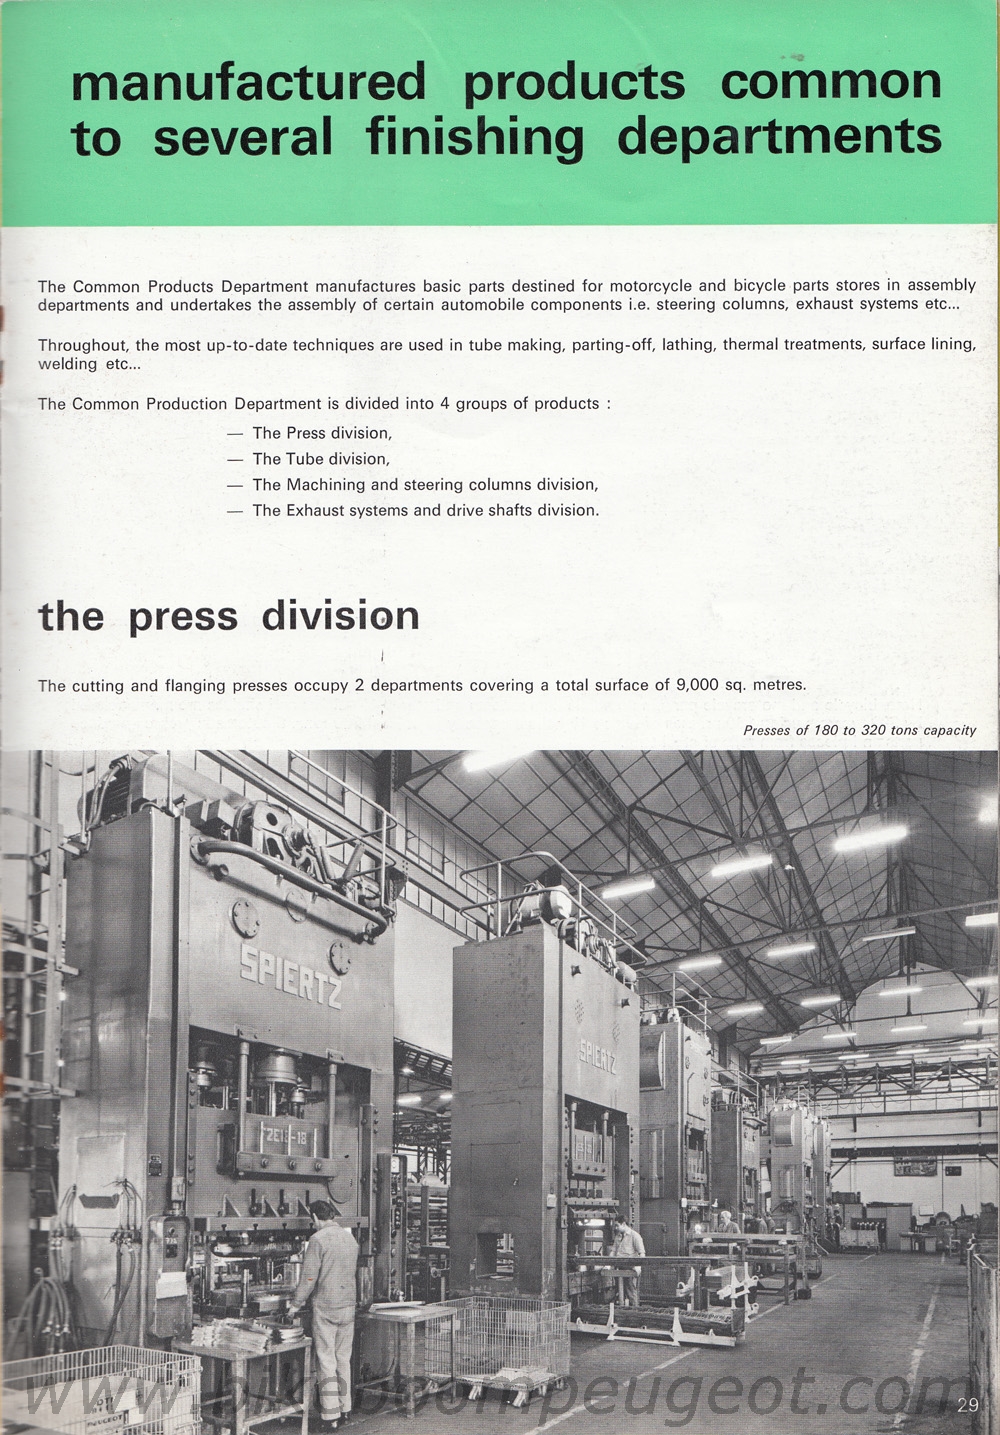 manufactured products common
to several finishing departments
The Common Products Department manufactures basic parts destined for motorcycle and bicycle parts stores in assembly
departments and undertakes the assembly of certain automobile components i.e. steering columns, exhaust systems etc...
Throughout, the most up-to-date techniques are used in tube making, parting-off, lathing, thermal treatments, surface lining,
welding etc...
The Common Production Department is divided into 4 groups of products :
— The Press division,
— The Tube division,
— The Machining and steering columns division,
— The Exhaust systems and drive shafts division.
the press division
The cutting and flanging presses occupy 2 departments covering a total surface of 9,000 sq. metres.
Presses of 180 to 320 tons capacity
SPIERTZ
SPIERTZ
PEUGEOT
www.bikeboompeugeot.com
29